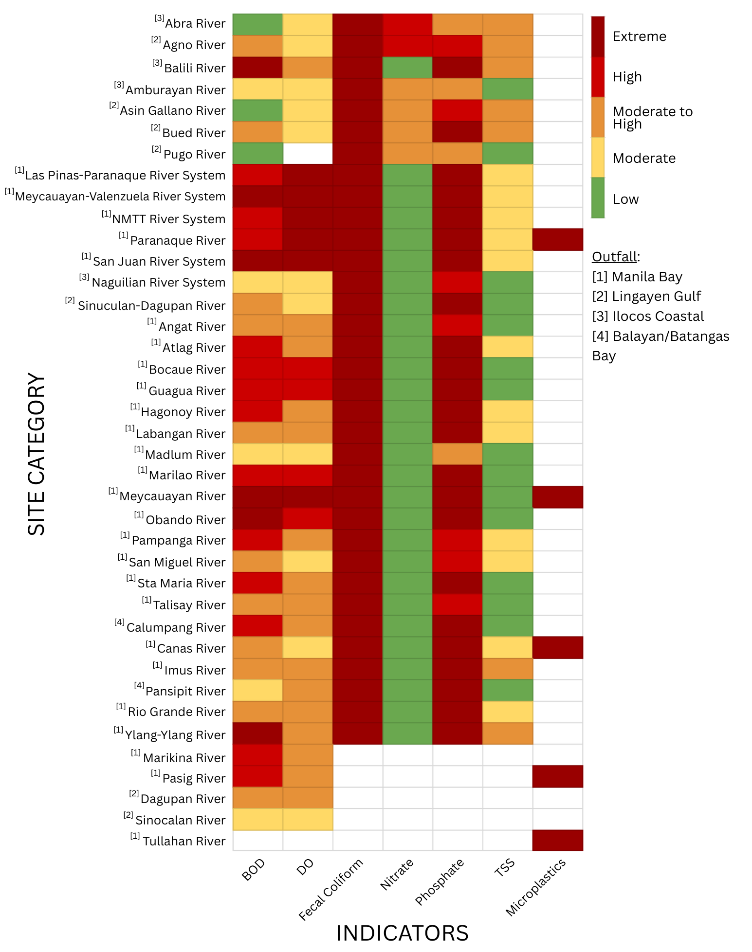 [3] Abra River
[2] Agno River
[3] Balili River
[3] Amburayan River
[2] Asin Gallano River
[2] Bued River
[2] Pugo River
[1] Las Pinas-Paranaque River System
[1] Meycauayan-Valenzuela River System
[1] NMTT River System
[1] Paranaque River
[1] San Juan River System
[3] Naguilian River
[2] Sinuculan-Dagupan River
[1] Angat River
[1] Atlag River
[1] Bocaue River
[1] Guagua River
[1] Hagonoy River
[1] Labangan River
[1] Madlum River
[1] Marilao River
[1] Meycauayan River
[1] Obando River
[1] Pampanga River
[1] San Miguel River
[1] Sta Maria River
[1] Talisay River
[4] Calumpang River
[1] Canas River
[1] Imus River
[4] Pansipit River
[1] Rio Grande River
[1] Ylang-Ylang River
[1] Marikina River
[1] Pasig River
[2] Dagupan River
[2] Sinocalan River
[1] Tullahan River
SITE CATEGORY
BOD
DO
Fecal Coliform
Nitrate
Phosphate
TSS
Microplastics
INDICATORS
Extreme
High
Moderate to
High
Moderate
Low
Outfall:
[1] Manila Bay
[2] Lingayen Gulf
[3] Ilocos Coastal
[4] Balayan/Batangas
Bay